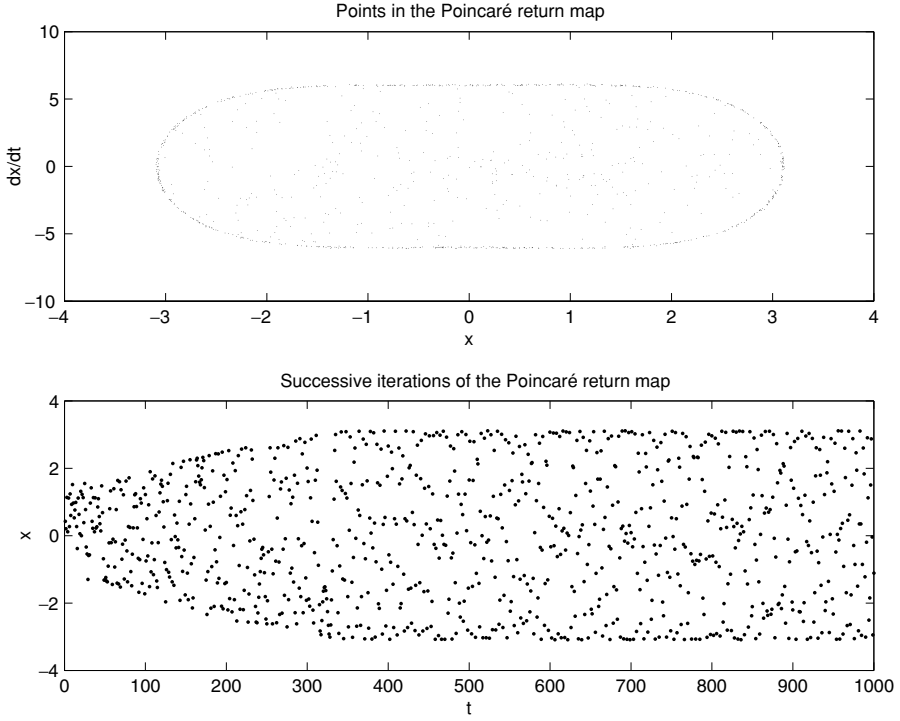 Points in the Poincaré return map
10
5
0
−5
−10
dx/dt
−4 −3 −2 −1 0 1 2 3 4
x
Successive iterations of the Poincaré return map
4
2
0
−2
−4
x
0 100 200 300 400 500 600 700 800 900 1000
t